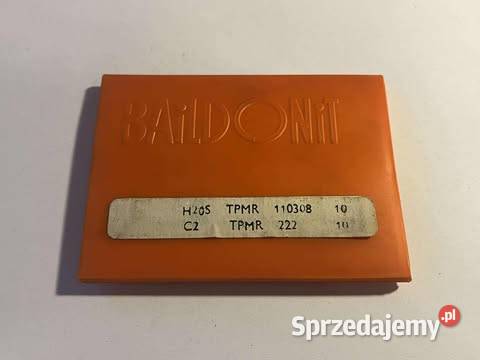 BAiLDONiT
H20S TPMR 110308 10
C2 TPMR 222 10
Sprzedajemy.pl